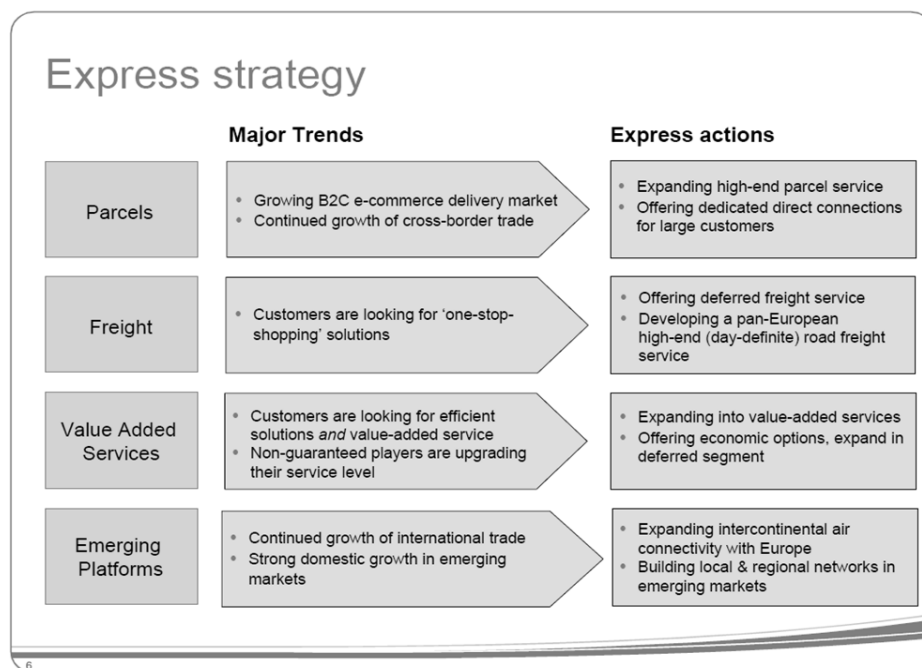 Express strategy
Major Trends
Express actions
Parcels
• Growing B2C e-commerce delivery market
• Continued growth of cross-border trade
• Expanding high-end parcel service
• Offering dedicated direct connections
for large customers
Freight
• Customers are looking for ‘one-stop-
shopping’ solutions
• Offering deferred freight service
• Developing a pan-European
high-end (day-definite) road freight
service
Value Added
Services
• Customers are looking for efficient
solutions and value-added service
• Non-guaranteed players are upgrading
their service level
• Expanding into value-added services
• Offering economic options, expand in
deferred segment
Emerging
Platforms
• Continued growth of international trade
• Strong domestic growth in emerging
markets
• Expanding intercontinental air
connectivity with Europe
• Building local & regional networks in
emerging markets
6